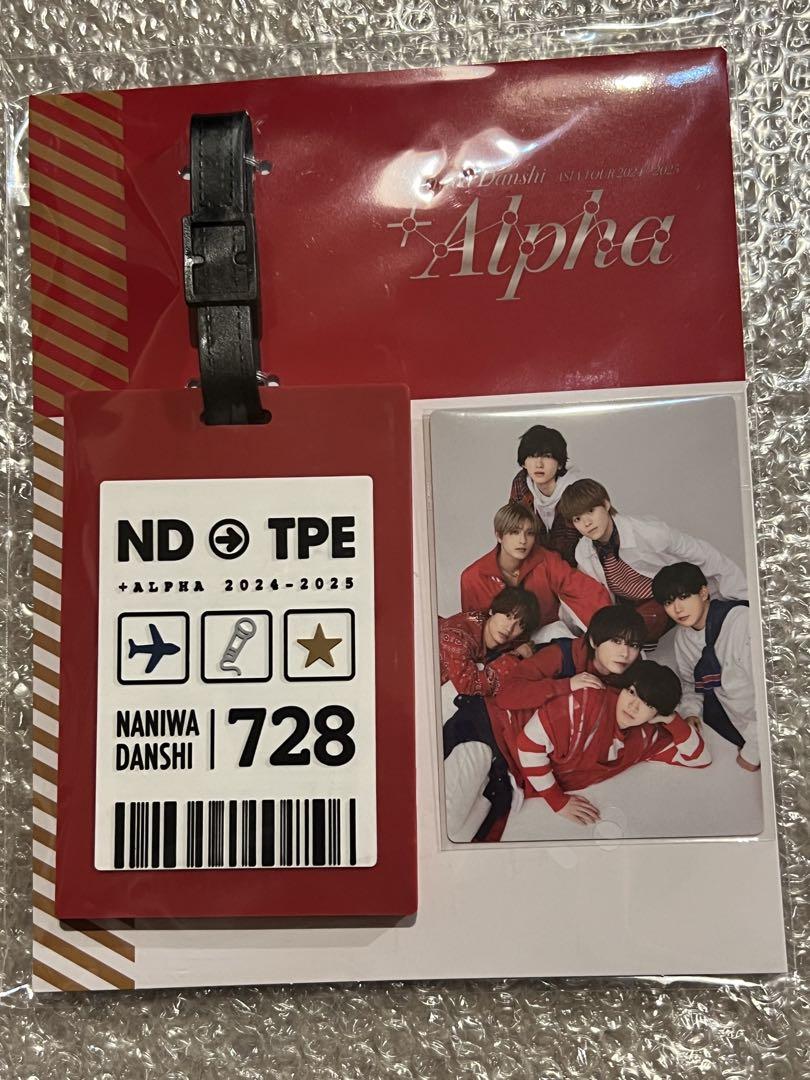 Danshi ASIA TOUR 2024-2025
+Alpha
ND TPE
+ALPHA 2024-2025
NANIWA
DANSHI
728